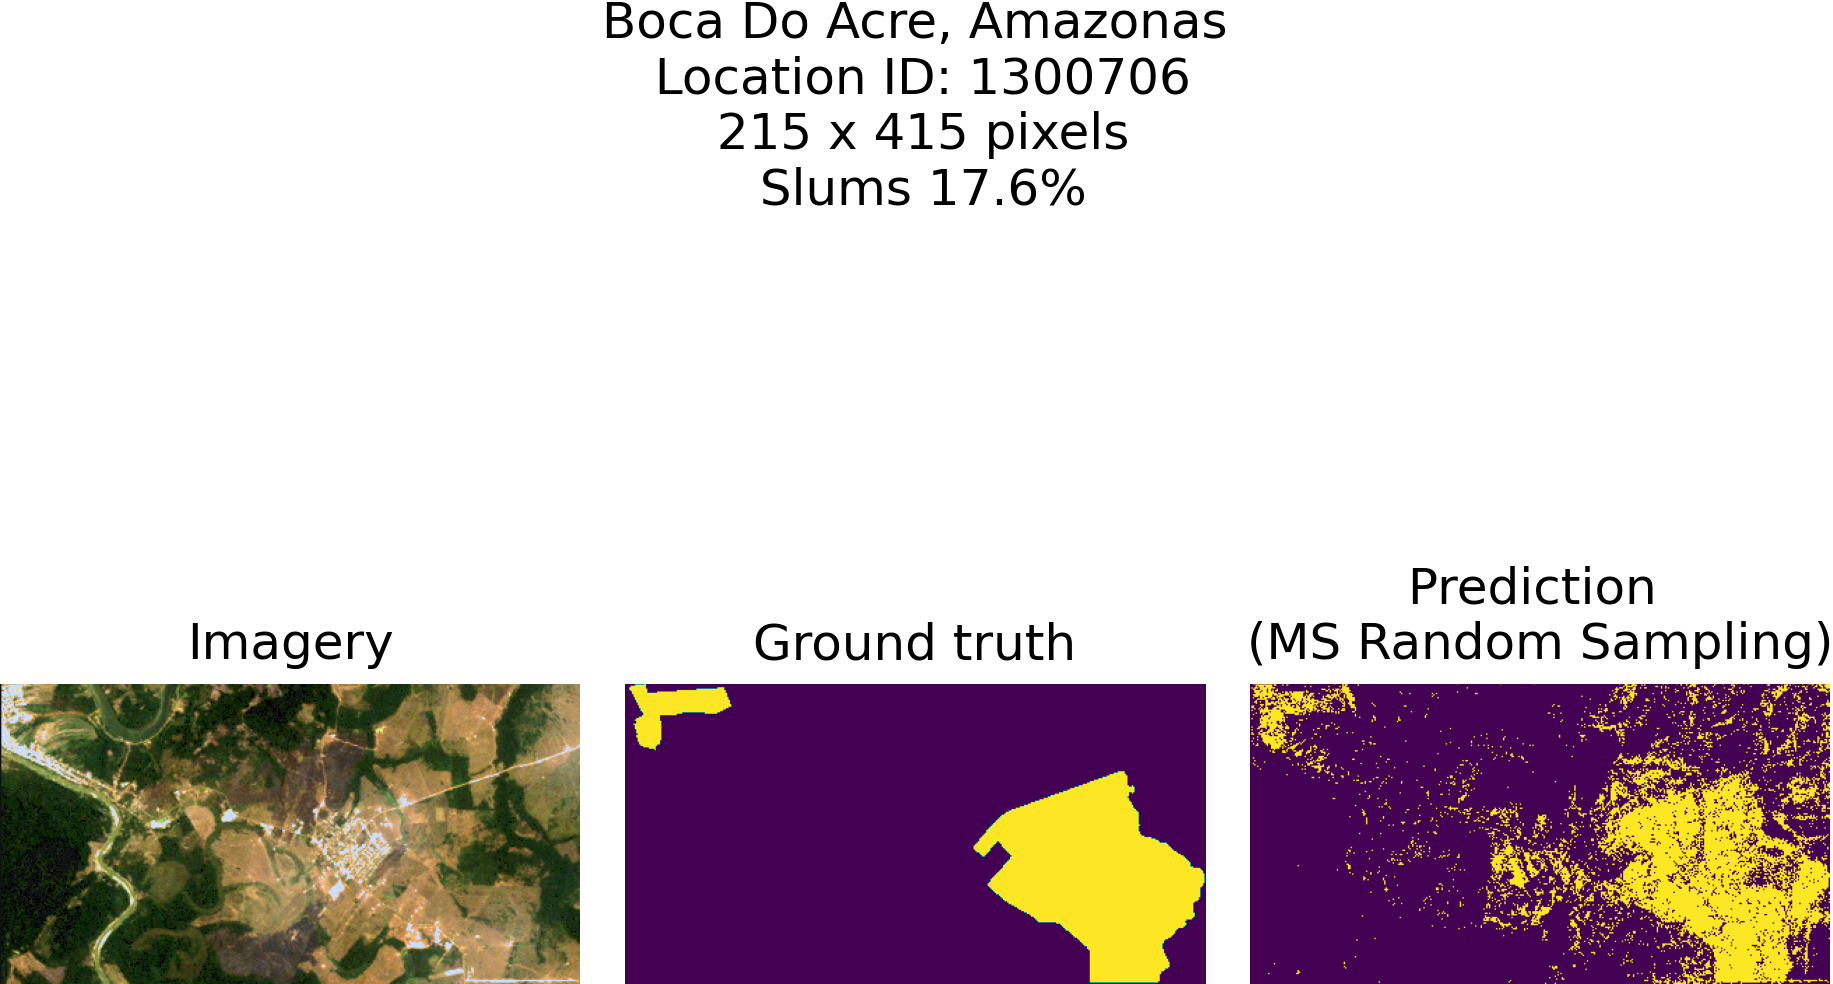 Boca Do Acre, Amazonas
Location ID: 1300706
215 x 415 pixels
Slums 17.6%
Imagery
Ground truth
Prediction
(MS Random Sampling)